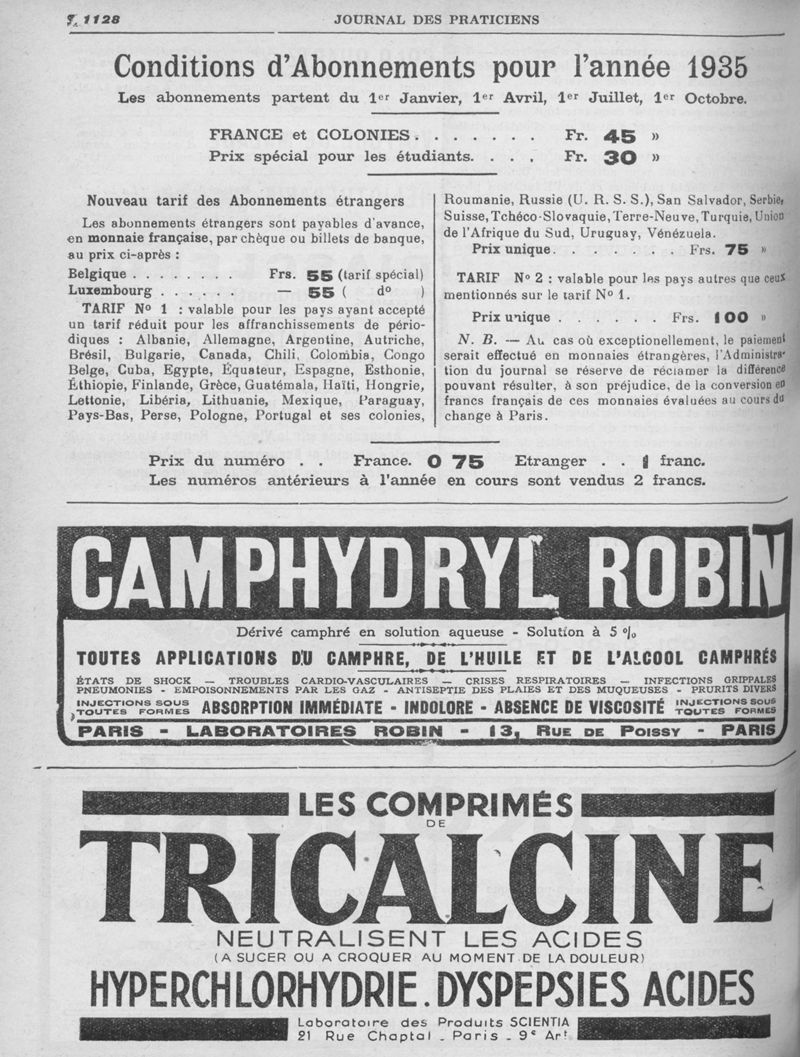 1128
JOURNAL DES PRATICIENS
Conditions d'Abonnements pour l'année 1935
Les abonnements partent du 1er Janvier, 1er Avril, 1er Juillet, 1er Octobre.
FRANCE et COLONIES. . . . . . . Fr. 45 »
Prix spécial pour les étudiants. . . . Fr. 30 »
Nouveau tarif des Abonnements étrangers
Les abonnements étrangers sont payables d'avance,
en monnaie française, par chèque ou billets de banque,
au prix ci-après :
Belgique . . . . . . . . Frs. 55 (tarif spécial)
Luxembourg . . . . . . — 55 ( do )
TARIF No 1 : valable pour les pays ayant accepté
un tarif réduit pour les affranchissements de pério-
diques : Albanie, Allemagne, Argentine, Autriche,
Brésil, Bulgarie, Canada, Chili, Colombia, Congo
Belge, Cuba, Egypte, Équateur, Espagne, Esthonie,
Éthiopie, Finlande, Grèce, Guatémala, Haïti, Hongrie,
Lettonie, Libéria, Lithuanie, Mexique, Paraguay,
Pays-Bas, Perse, Pologne, Portugal et ses colonies,
Roumanie, Russie (U. R. S. S.), San Salvador, Serbie,
Suisse, Tchéco-Slovaquie, Terre-Neuve, Turquie, Union
de l'Afrique du Sud, Uruguay, Vénézuela.
Prix unique. . . . . . . Frs. 75 »
TARIF No 2 : valable pour les pays autres que ceux
mentionnés sur le tarif No 1.
Prix unique . . . . . . Frs. 100 »
N. B. — Au cas où exceptionellement, le paiement
serait effectué en monnaies étrangères, l'Administra-
tion du journal se réserve de réclamer la différence
pouvant résulter, à son préjudice, de la conversion en
francs français de ces monnaies évaluées au cours du
change à Paris.
Prix du numéro . . France. 0 75 Etranger . . 1 franc.
Les numéros antérieurs à l'année en cours sont vendus 2 francs.
CAMPHYDRYL ROBIN
Dérivé camphré en solution aqueuse - Solution à 5 %
TOUTES APPLICATIONS DU CAMPHRE, DE L'HUILE ET DE L'ALCOOL CAMPHRÉS
ÉTATS DE SHOCK — TROUBLES CARDIO-VASCULAIRES — CRISES RESPIRATOIRES — INFECTIONS GRIPPALES
PNEUMONIES - EMPOISONNEMENTS PAR LES GAZ - ANTISEPTIE DES PLAIES ET DES MUQUEUSES - PRURITS DIVERS
INJECTIONS SOUS
TOUTES FORMES
ABSORPTION IMMÉDIATE - INDOLORE - ABSENCE DE VISCOSITÉ
INJECTIONS SOUS
TOUTES FORMES
PARIS - LABORATOIRES ROBIN - 13, RUE DE POISSY - PARIS
LES COMPRIMÉS
DE
TRICALCINE
NEUTRALISENT LES ACIDES
(A SUCER OU A CROQUER AU MOMENT DE LA DOULEUR)
HYPERCHLORHYDRIE. DYSPEPSIES ACIDES
Laboratoire des Produits SCIENTIA
21 Rue Chaptal - Paris - 9e Art